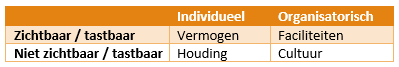 Individueel Organisatorisch
Zichtbaar / tastbaar Vermogen Faciliteiten
Niet zichtbaar / tastbaar Houding Cultuur